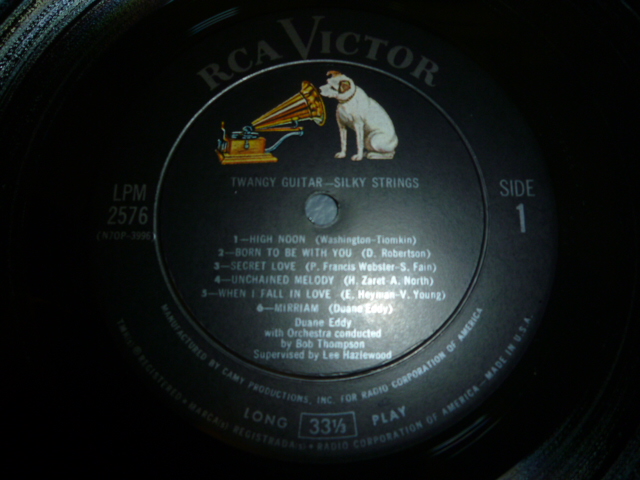 RCA VICTOR
TWANGY GUITAR—SILKY STRINGS
LPM
2576
SIDE
1
1—HIGH NOON (Washington-Tiomkin)
2—BORN TO BE WITH YOU (D. Robertson)
3—SECRET LOVE (P. Francis Webster-S. Fain)
4—UNCHAINED MELODY (H. Zaret-A. North)
5—WHEN I FALL IN LOVE (E. Heyman-V. Young)
6—MIRRIAM (Duane Eddy)
Duane Eddy
with Orchestra conducted
by Bob Thompson
Supervised by Lee Hazlewood
MANUFACTURED BY CAMY PRODUCTIONS, INC. FOR RADIO CORPORATION OF AMERICA
REGISTERED • MARCA(S) REGISTRADA(S) • RADIO CORPORATION OF AMERICA—MADE IN U.S.A.
LONG 33⅓ PLAY